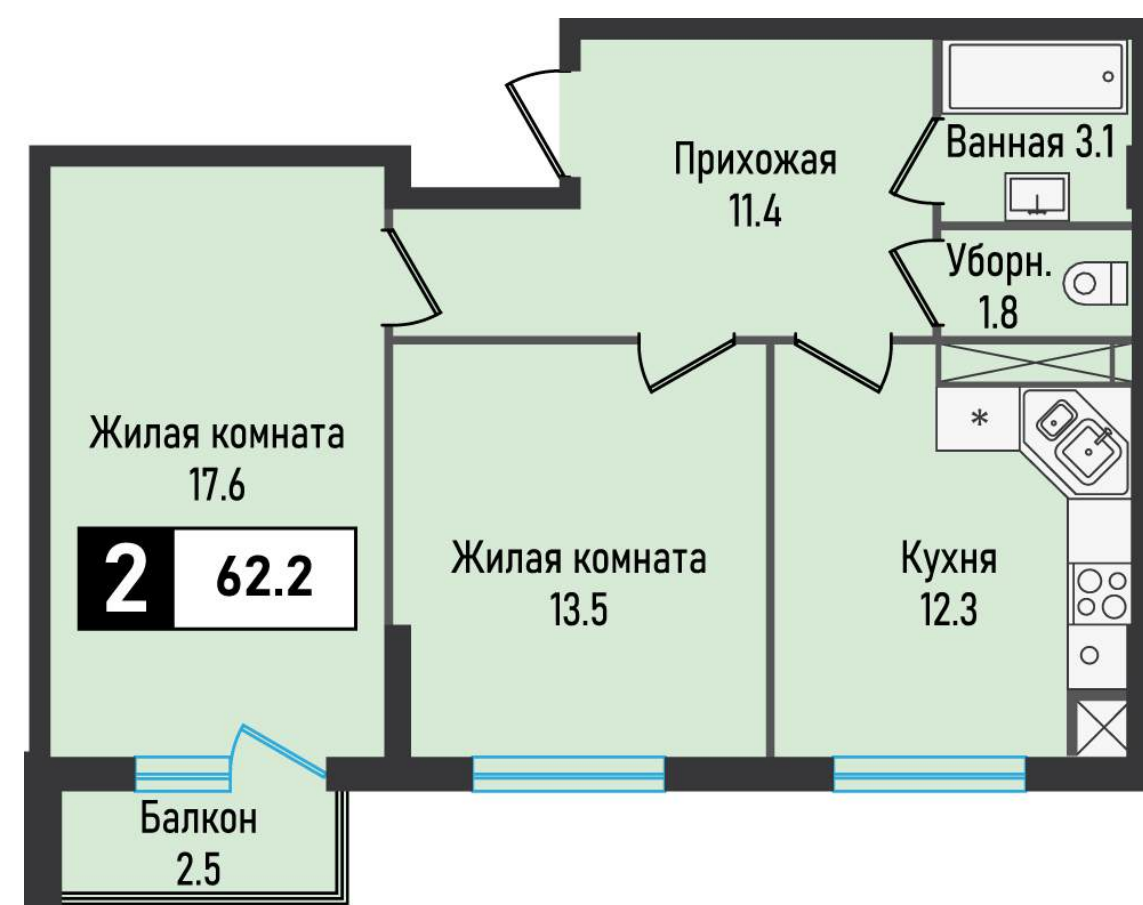 Прихожая
11.4
Ванная 3.1
Уборн.
1.8
Жилая комната
17.6
2 62.2
Жилая комната
13.5
Кухня
12.3
*
Балкон
2.5